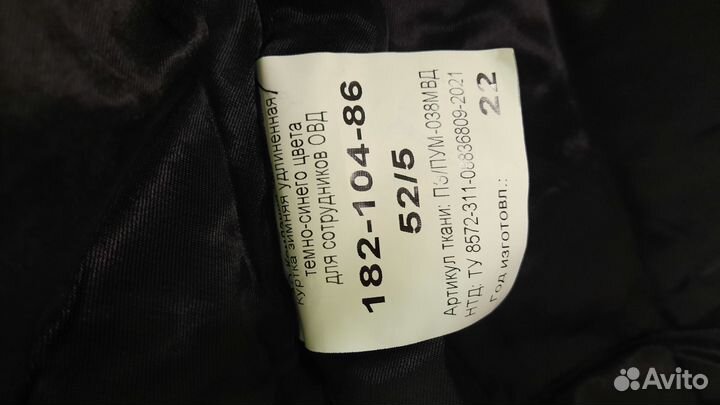 Куртка зимняя удлиненная
темно-синего цвета
для сотрудников ОВД
182-104-86
52/5
Артикул ткани: ПЭ/ПУМ-038МВД
НТД: ТУ 8572-311-08836809-2021
год изготовл.: 22
Avito